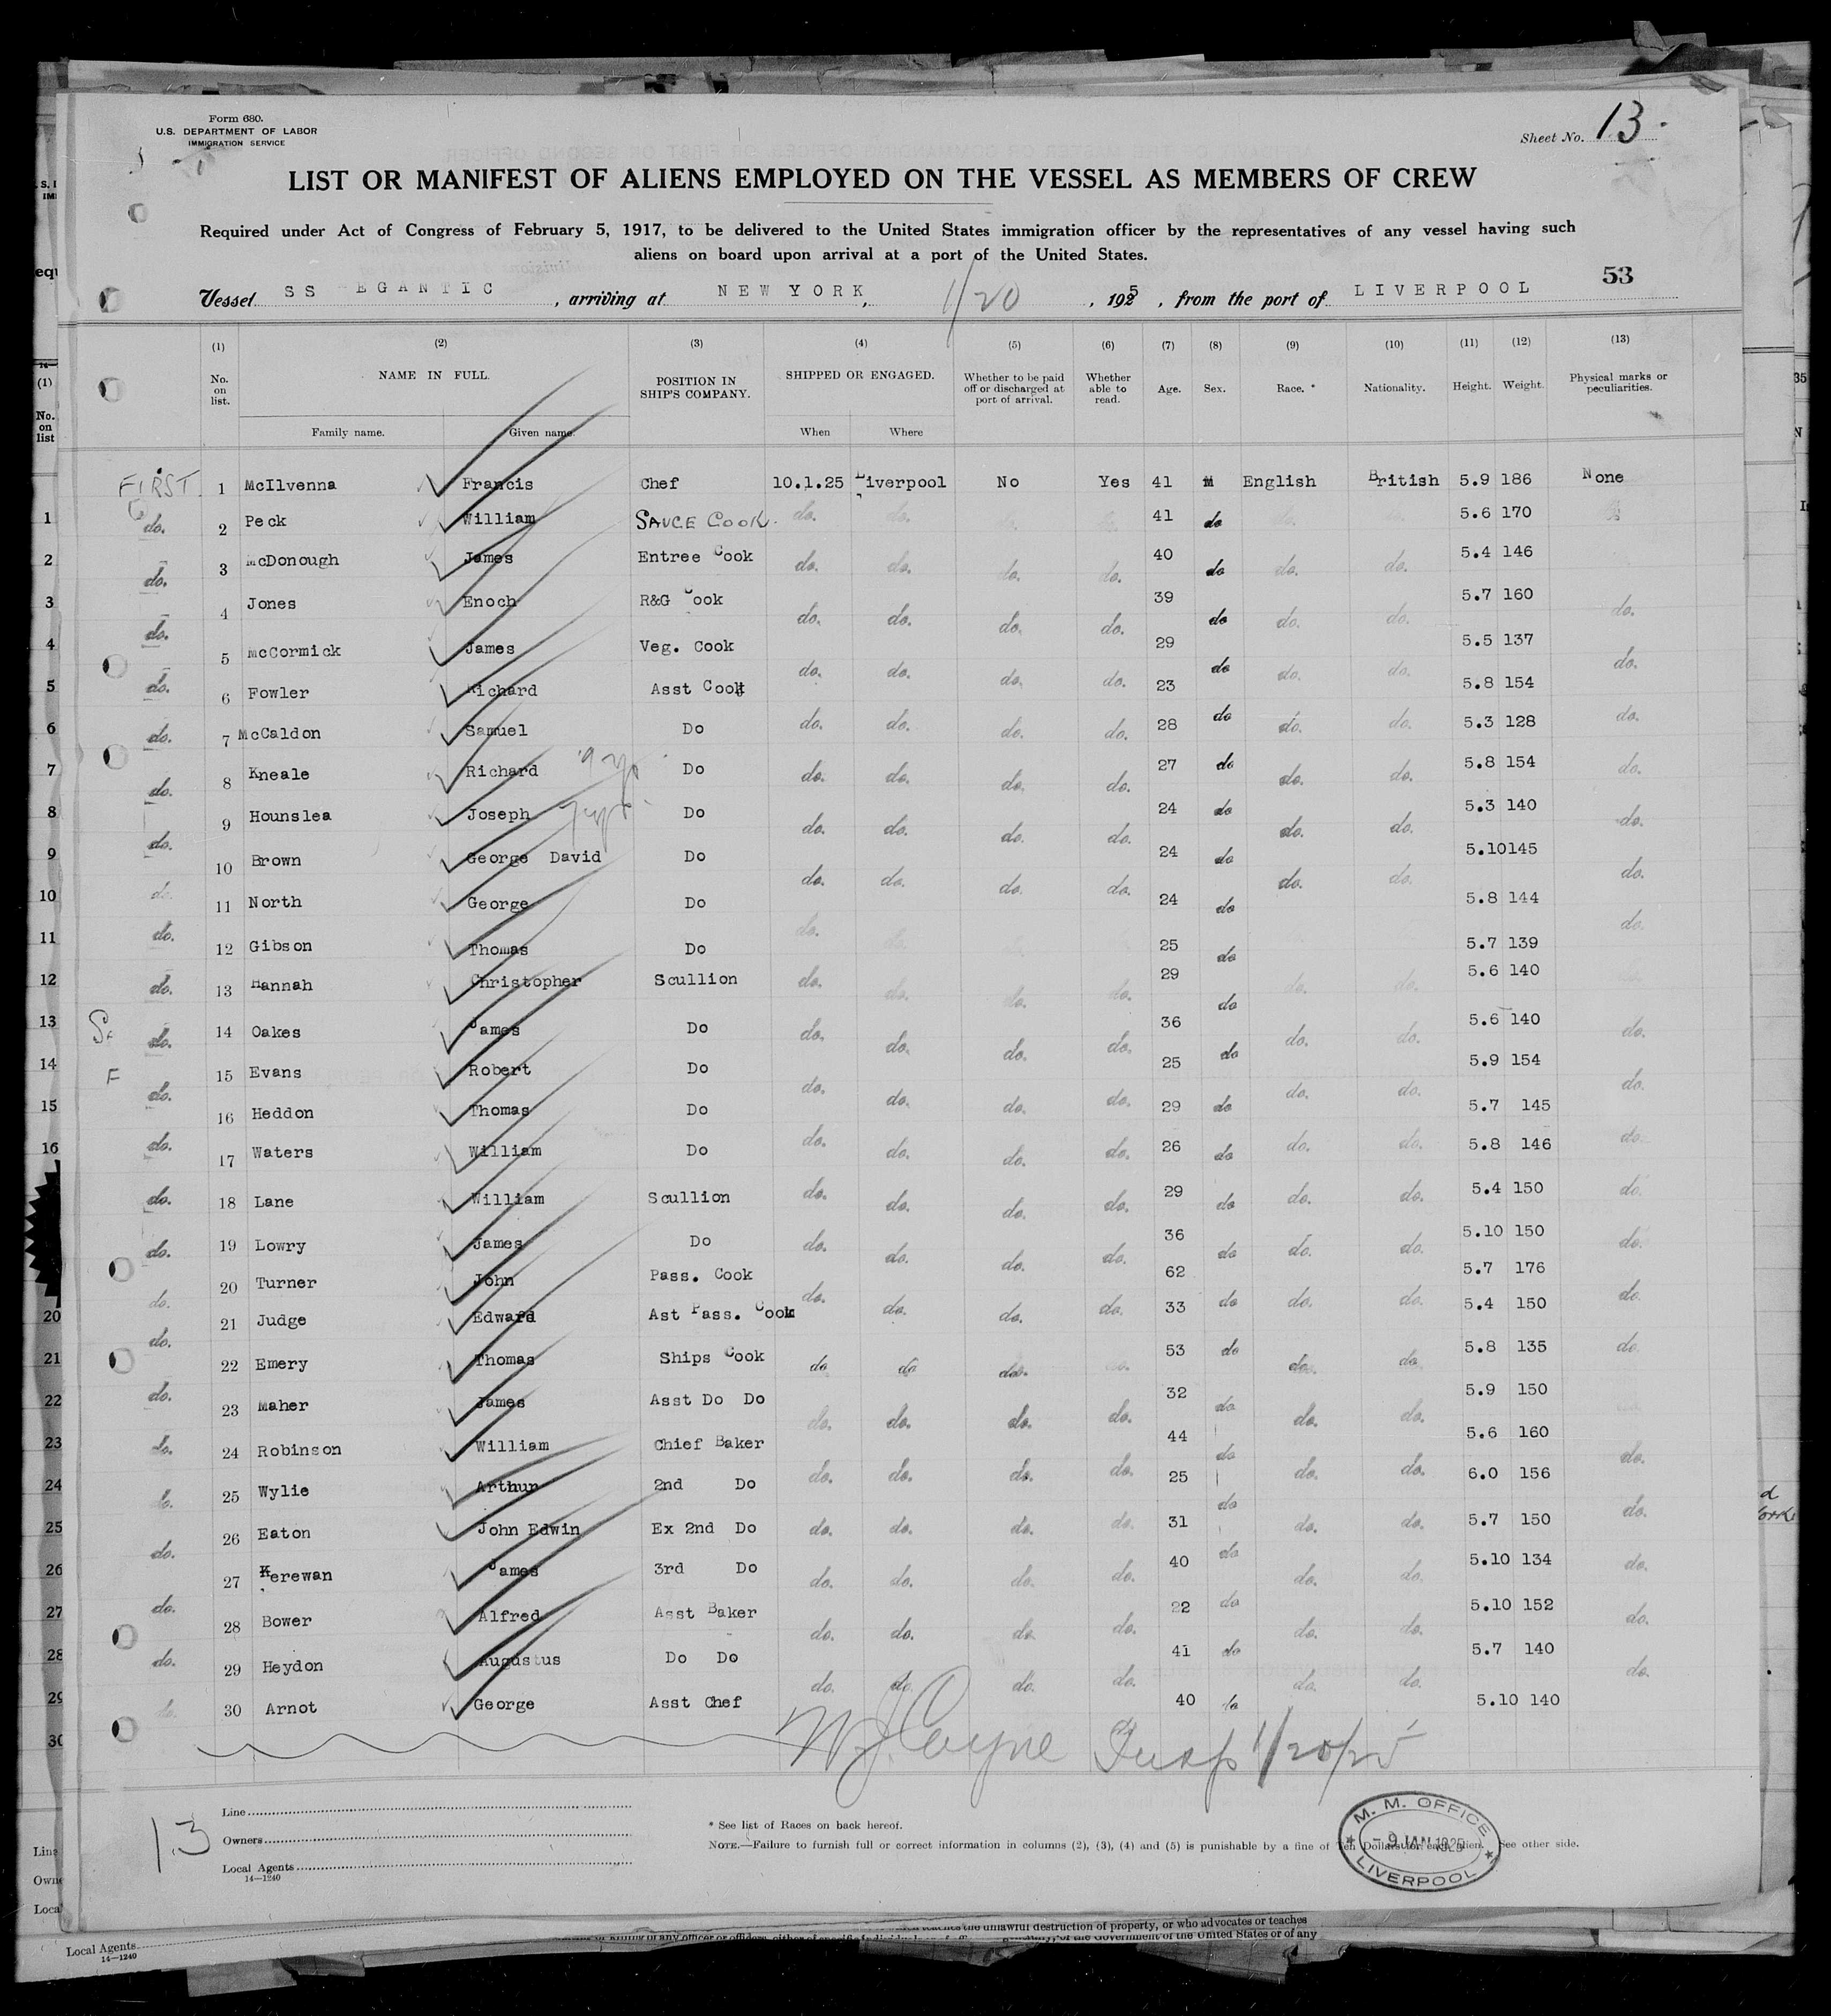 Form 680.
U.S. DEPARTMENT OF LABOR
IMMIGRATION SERVICE
Sheet No. 13.
LIST OR MANIFEST OF ALIENS EMPLOYED ON THE VESSEL AS MEMBERS OF CREW
Required under Act of Congress of February 5, 1917, to be delivered to the United States immigration officer by the representatives of any vessel having such
aliens on board upon arrival at a port of the United States.
53
Vessel SS EGANTIC, arriving at NEW YORK, 1/20, 1925, from the port of LIVERPOOL
(1) (2) (3) (4) (5) (6) (7) (8) (9) (10) (11) (12) (13)
No. on list. NAME IN FULL. POSITION IN SHIP'S COMPANY. SHIPPED OR ENGAGED. Whether to be paid off or discharged at port of arrival. Whether able to read. Age. Sex. Race. * Nationality. Height. Weight. Physical marks or peculiarities.
Family name. Given name. When Where
FIRST. 1 McIlvenna Francis Chef 10.1.25 Liverpool No Yes 41 M English British 5.9 186 None
do. 2 Peck William SAUCE COOK. do. do. 41 do 5.6 170
do. 3 McDonough James Entree Cook do. do. do. do. 40 do do. do. 5.4 146
do. 4 Jones Enoch R&G Cook do. do. do. do. 39 do do. do. 5.7 160 do.
do. 5 McCormick James Veg. Cook do. do. do. do. 29 do do. do. 5.5 137 do.
do. 6 Fowler Richard Asst Cook do. do. do. do. 23 do do. do. 5.8 154 do.
do. 7 McCaldon Samuel Do do. do. do. do. 28 do do. do. 5.3 128 do.
do. 8 Kneale Richard Do do. do. do. do. 27 do do. do. 5.8 154 do.
do. 9 Hounslea Joseph Do do. do. do. do. 24 do do. do. 5.3 140 do.
do. 10 Brown George David Do do. do. do. do. 24 do do. do. 5.10 145 do.
do. 11 North George Do do. 24 do 5.8 144 do.
do. 12 Gibson Thomas Do 25 do 5.7 139
do. 13 Hannah Christopher Scullion do. do. do. do. 29 do do. do. 5.6 140
do. 14 Oakes James Do do. do. do. do. 36 do do. do. 5.6 140 do.
do. 15 Evans Robert Do do. do. do. do. 25 do. do. 5.9 154 do.
do. 16 Heddon Thomas Do do. do. do. do. 29 do do. do. 5.7 145 do.
do. 17 Waters William Do do. do. do. do. 26 do do. do. 5.8 146 do.
do. 18 Lane William Scullion do. do. do. do. 29 do do. do. 5.4 150 do.
do. 19 Lowry James Do do. do. do. do. 36 do do. do. 5.10 150 do.
do. 20 Turner John Pass. Cook do. do. do. do. 62 do do. do. 5.7 176 do.
do. 21 Judge Edward Ast Pass. Cook 33 5.4 150
do. 22 Emery Thomas Ships Cook do do do. 53 do do. do. 5.8 135 do.
do. 23 Maher James Asst Do Do do. do. do. do. 32 do do. do. 5.9 150
do. 24 Robinson William Chief Baker do. do. do. do. 44 do do. do. 5.6 160 do.
do. 25 Wylie Arthur 2nd Do do. do. do. do. 25 do do. do. 6.0 156 do.
do. 26 Eaton John Edwin Ex 2nd Do do. do. do. do. 31 do do. do. 5.7 150 do.
do. 27 Kerewan James 3rd Do do. do. do. do. 40 do. do. 5.10 134 do.
do. 28 Bower Alfred Asst Baker do. do. do. do. 22 do do. do. 5.10 152 do.
do. 29 Heydon Augustus Do Do do. do. do. do. 41 do do. do. 5.7 140 do.
do. 30 Arnot George Asst Chef 40 do 5.10 140
W J Coyne Insp 1/20/25
Line
Owners
Local Agents
14—1240
13
* See list of Races on back hereof.
NOTE.—Failure to furnish full or correct information in columns (2), (3), (4) and (5) is punishable by a fine of Ten Dollars for each alien. See other side.
M. M. OFFICE
- 9 JAN 1925
LIVERPOOL
teaches the unlawful destruction of property, or who advocates or teaches
Local Agents
14—1240